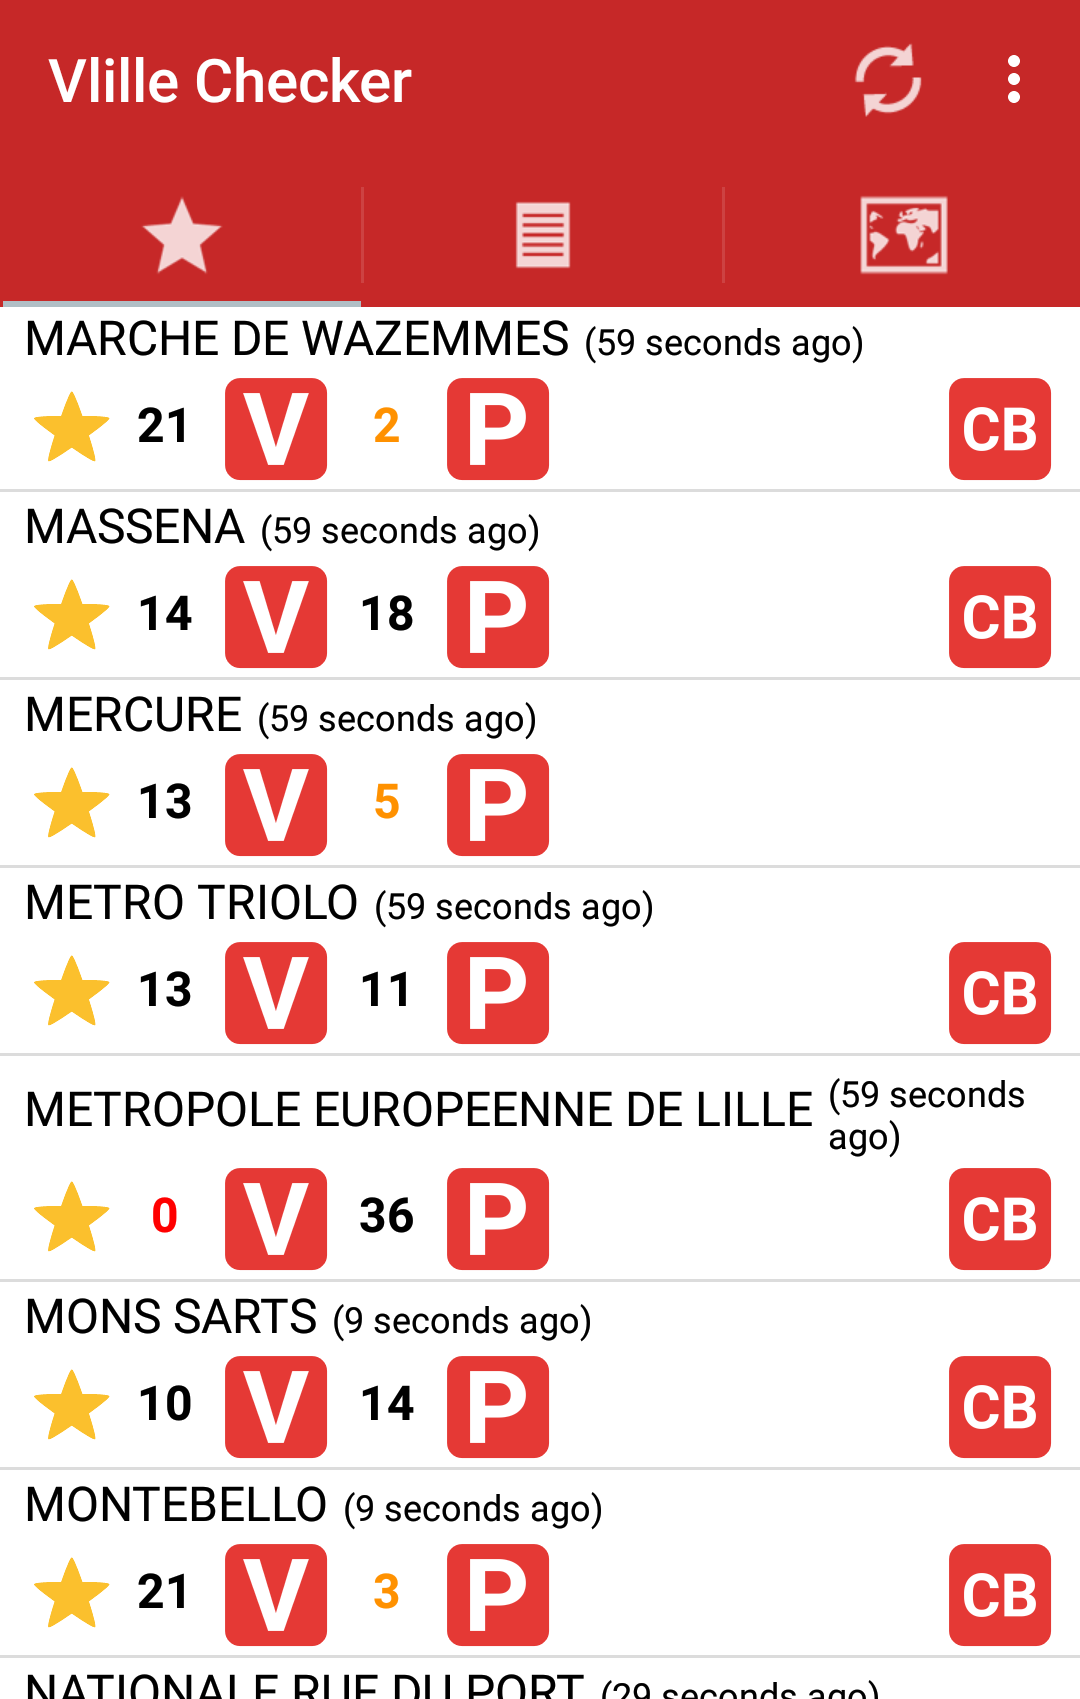 Vlille Checker
MARCHE DE WAZEMMES (59 seconds ago)
21 V 2 P CB
MASSENA (59 seconds ago)
14 V 18 P CB
MERCURE (59 seconds ago)
13 V 5 P
METRO TRIOLO (59 seconds ago)
13 V 11 P CB
METROPOLE EUROPEENNE DE LILLE (59 seconds
ago)
0 V 36 P CB
MONS SARTS (9 seconds ago)
10 V 14 P CB
MONTEBELLO (9 seconds ago)
21 V 3 P CB
NATIONALE RUE DU PORT (29 seconds ago)